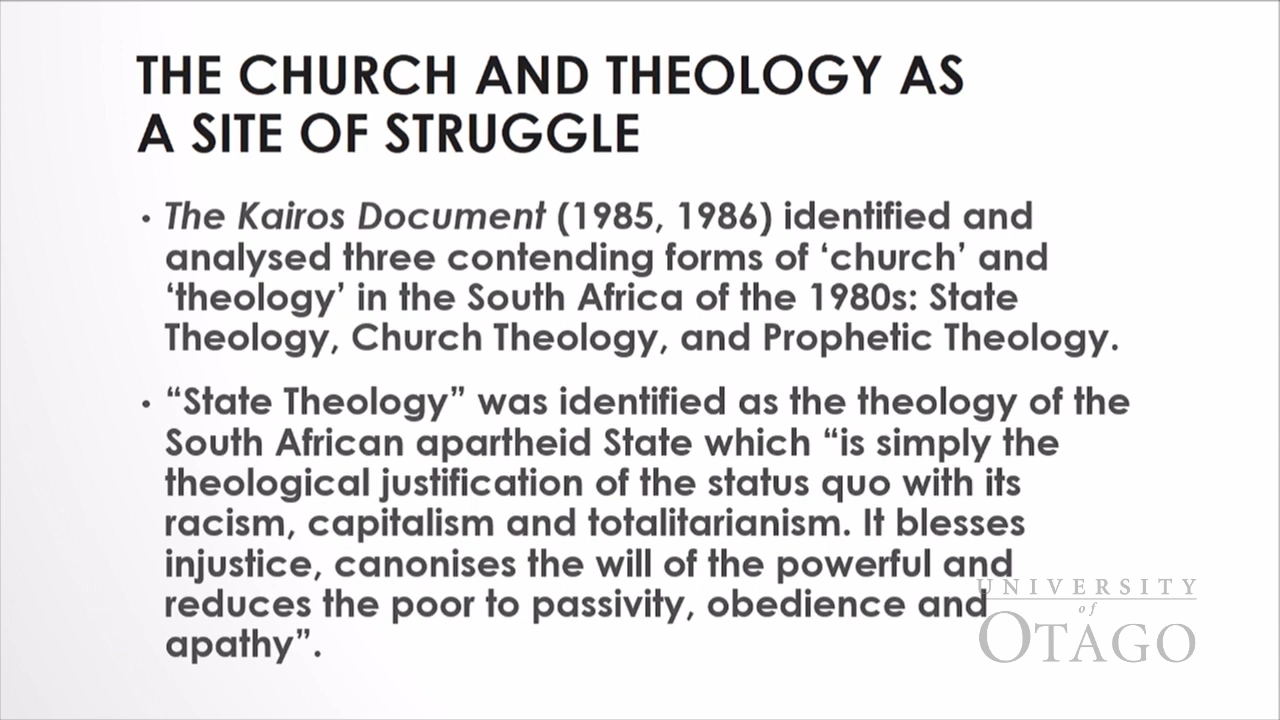 THE CHURCH AND THEOLOGY AS
A SITE OF STRUGGLE
• The Kairos Document (1985, 1986) identified and
analysed three contending forms of ‘church’ and
‘theology’ in the South Africa of the 1980s: State
Theology, Church Theology, and Prophetic Theology.
• “State Theology” was identified as the theology of the
South African apartheid State which “is simply the
theological justification of the status quo with its
racism, capitalism and totalitarianism. It blesses
injustice, canonises the will of the powerful and
reduces the poor to passivity, obedience and
apathy”.
UNIVERSITY
of
OTAGO